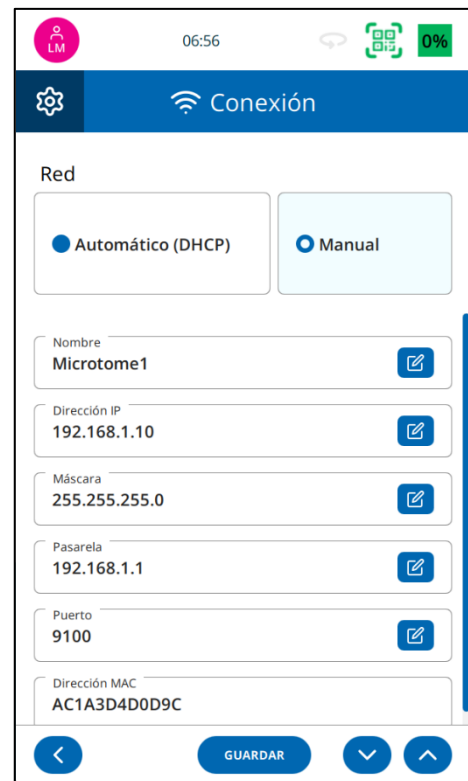 LM
06:56
0%
Conexión
Red
Automático (DHCP)
Manual
Nombre
Microtome1
Dirección IP
192.168.1.10
Máscara
255.255.255.0
Pasarela
192.168.1.1
Puerto
9100
Dirección MAC
AC1A3D4D0D9C
GUARDAR